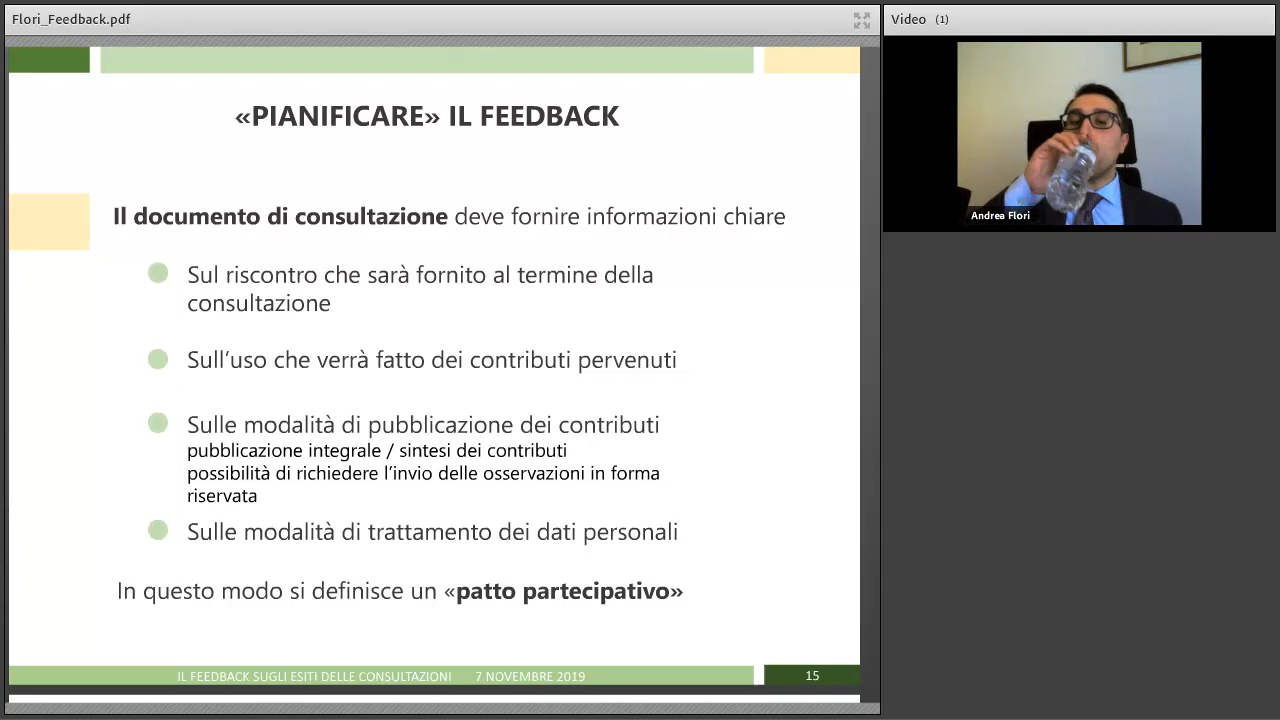 Flori_Feedback.pdf
Video (1)
«PIANIFICARE» IL FEEDBACK
Il documento di consultazione deve fornire informazioni chiare
Sul riscontro che sarà fornito al termine della
consultazione
Sull’uso che verrà fatto dei contributi pervenuti
Sulle modalità di pubblicazione dei contributi
pubblicazione integrale / sintesi dei contributi
possibilità di richiedere l’invio delle osservazioni in forma
riservata
Sulle modalità di trattamento dei dati personali
In questo modo si definisce un «patto partecipativo»
IL FEEDBACK SUGLI ESITI DELLE CONSULTAZIONI 7 NOVEMBRE 2019
15
Andrea Flori